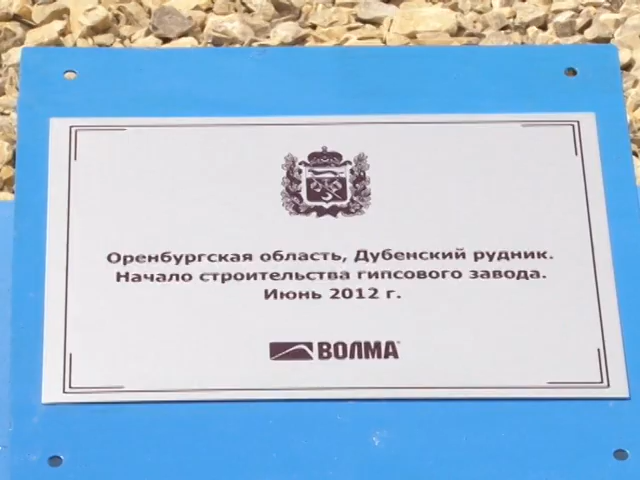 Оренбургская область, Дубенский рудник.
Начало строительства гипсового завода.
Июнь 2012 г.
ВОЛМА